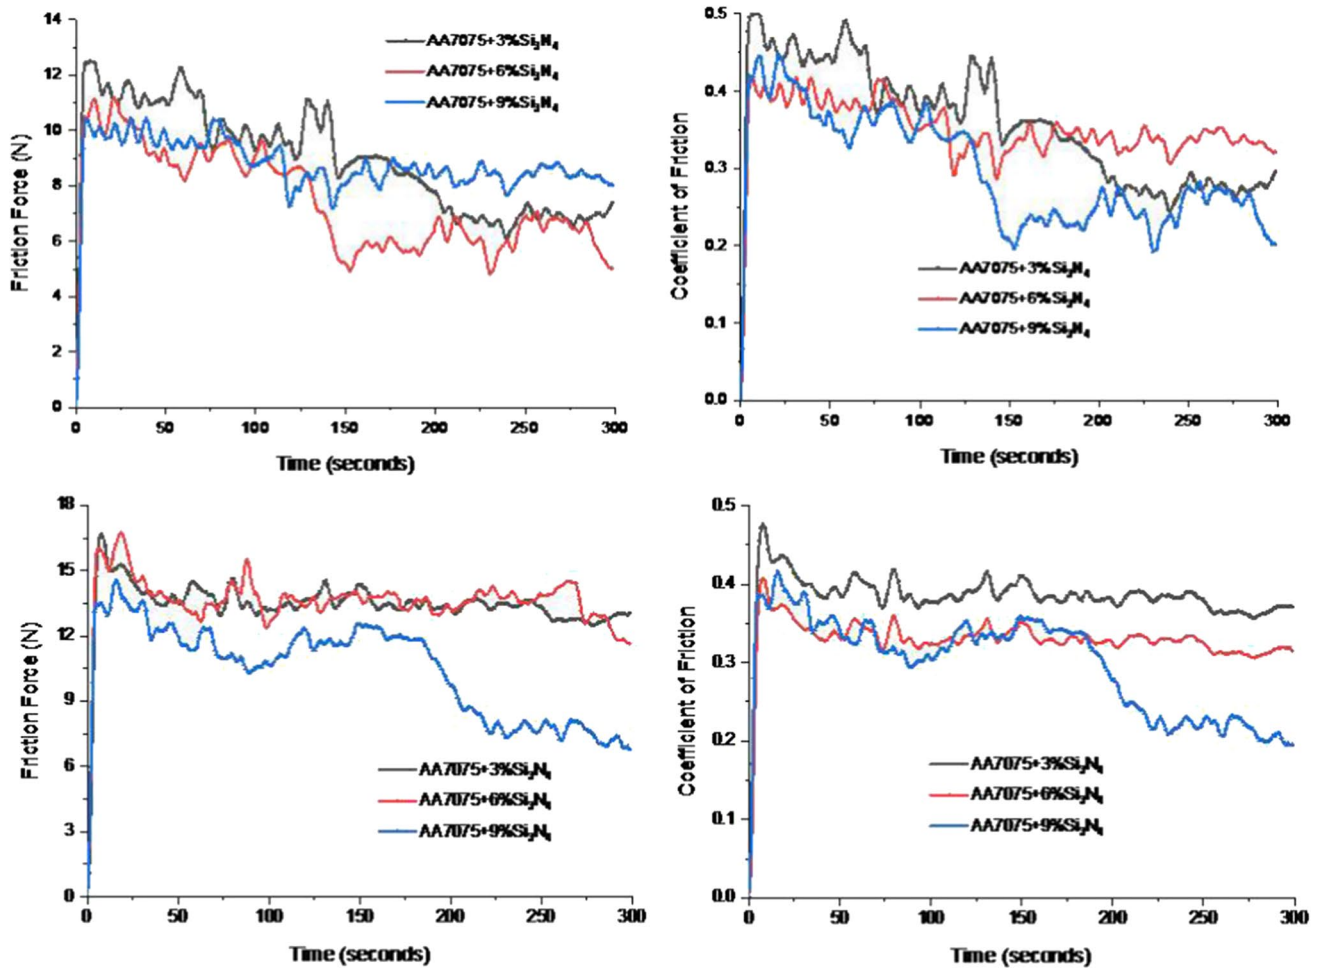 14
12
10
8
6
4
2
0
Friction Force (N)
0 50 100 150 200 250 300
Time (seconds)
AA7075+3%Si₃N₄
AA7075+6%Si₃N₄
AA7075+9%Si₃N₄
0.5
0.4
0.3
0.2
0.1
0.0
Coefficient of Friction
0 50 100 150 200 250 300
Time (seconds)
AA7075+3%Si₃N₄
AA7075+6%Si₃N₄
AA7075+9%Si₃N₄
18
15
12
9
6
3
0
Friction Force (N)
0 50 100 150 200 250 300
Time (seconds)
AA7075+3%Si₃N₄
AA7075+6%Si₃N₄
AA7075+9%Si₃N₄
0.5
0.4
0.3
0.2
0.1
0.0
Coefficient of Friction
0 50 100 150 200 250 300
Time (seconds)
AA7075+3%Si₃N₄
AA7075+6%Si₃N₄
AA7075+9%Si₃N₄